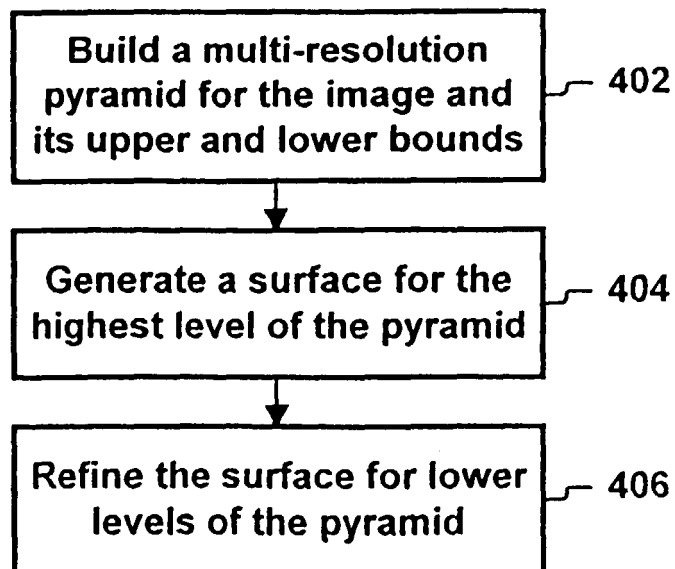 Build a multi-resolution
pyramid for the image and
its upper and lower bounds
402
Generate a surface for the
highest level of the pyramid
404
Refine the surface for lower
levels of the pyramid
406